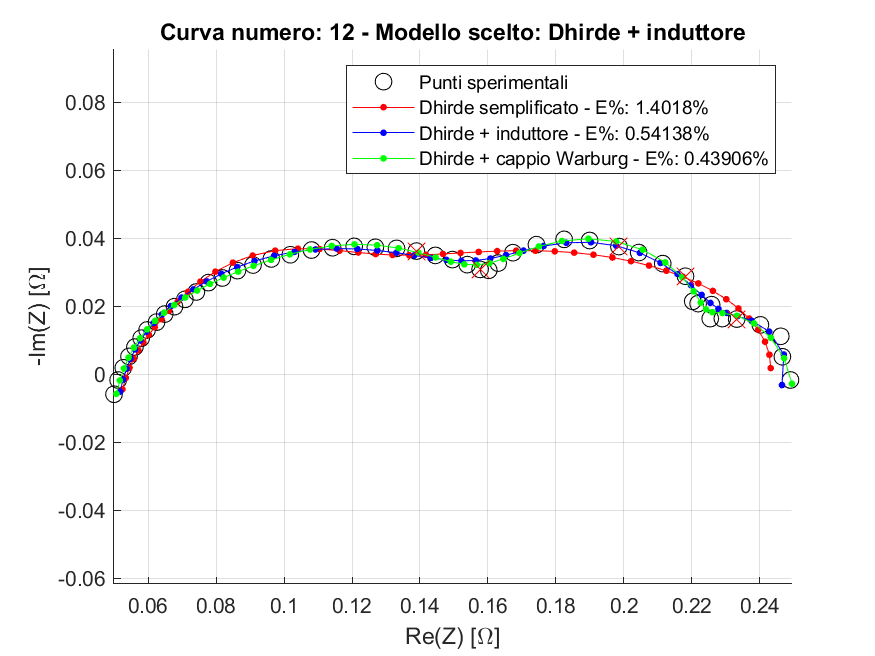 Curva numero: 12 - Modello scelto: Dhirde + induttore
Punti sperimentali
Dhirde semplificato - E%: 1.4018%
Dhirde + induttore - E%: 0.54138%
Dhirde + cappio Warburg - E%: 0.43906%
0.08
0.06
0.04
0.02
0
-0.02
-0.04
-0.06
-Im(Z) [Ω]
0.06 0.08 0.1 0.12 0.14 0.16 0.18 0.2 0.22 0.24
Re(Z) [Ω]